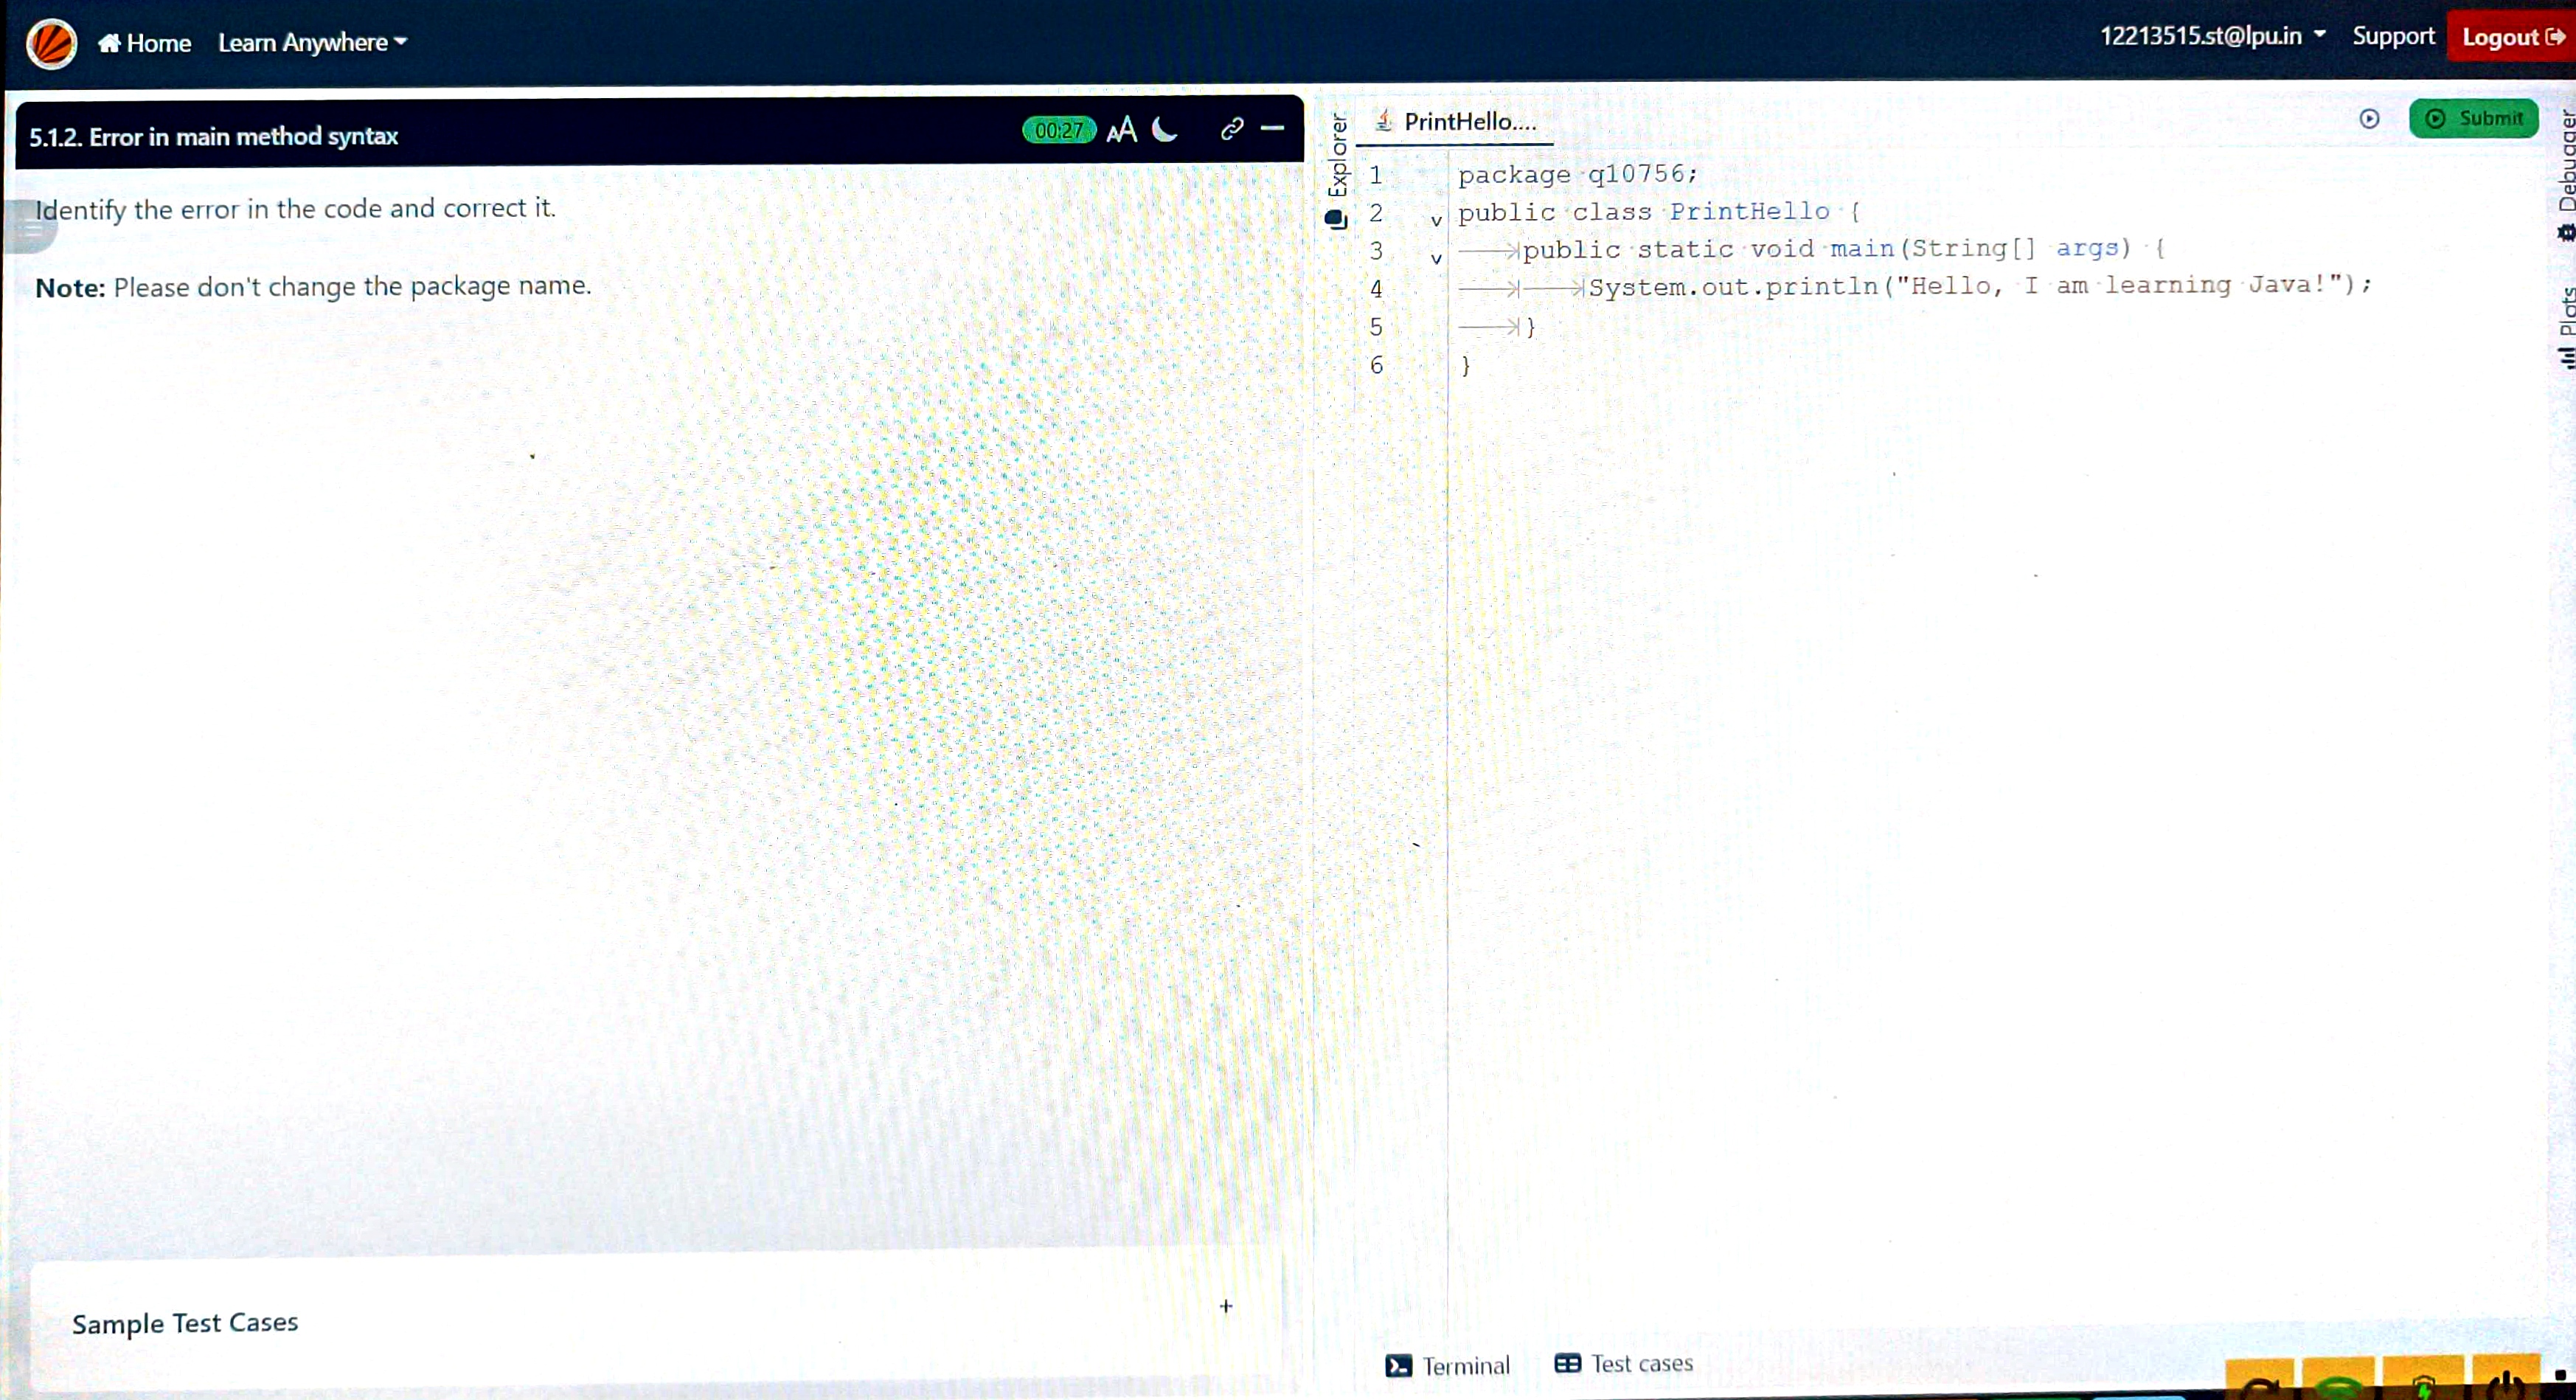 Home Learn Anywhere
12213515.st@lpu.in Support Logout
5.1.2. Error in main method syntax
00:27 AA
Identify the error in the code and correct it.
Note: Please don't change the package name.
Sample Test Cases
+
Explorer
PrintHello....
Submit
1 package q10756;
2 public class PrintHello {
3 public static void main(String[] args) {
4 System.out.println("Hello, I am learning Java!");
5 }
6 }
Terminal Test cases
Debugger
Plots